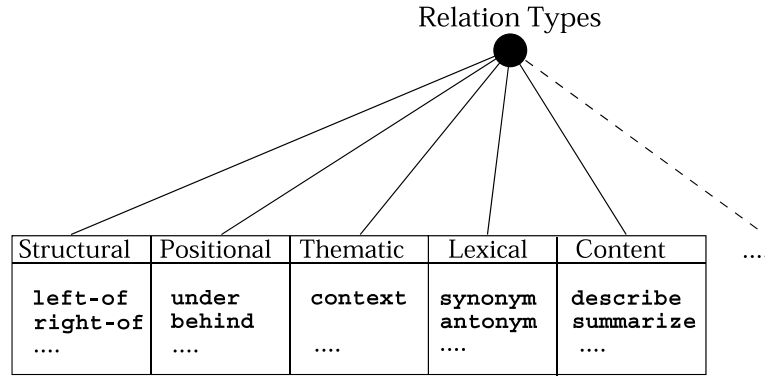 Relation Types
Structural Positional Thematic Lexical Content ....
left-of under context synonym describe
right-of behind antonym summarize
.... .... .... .... ....